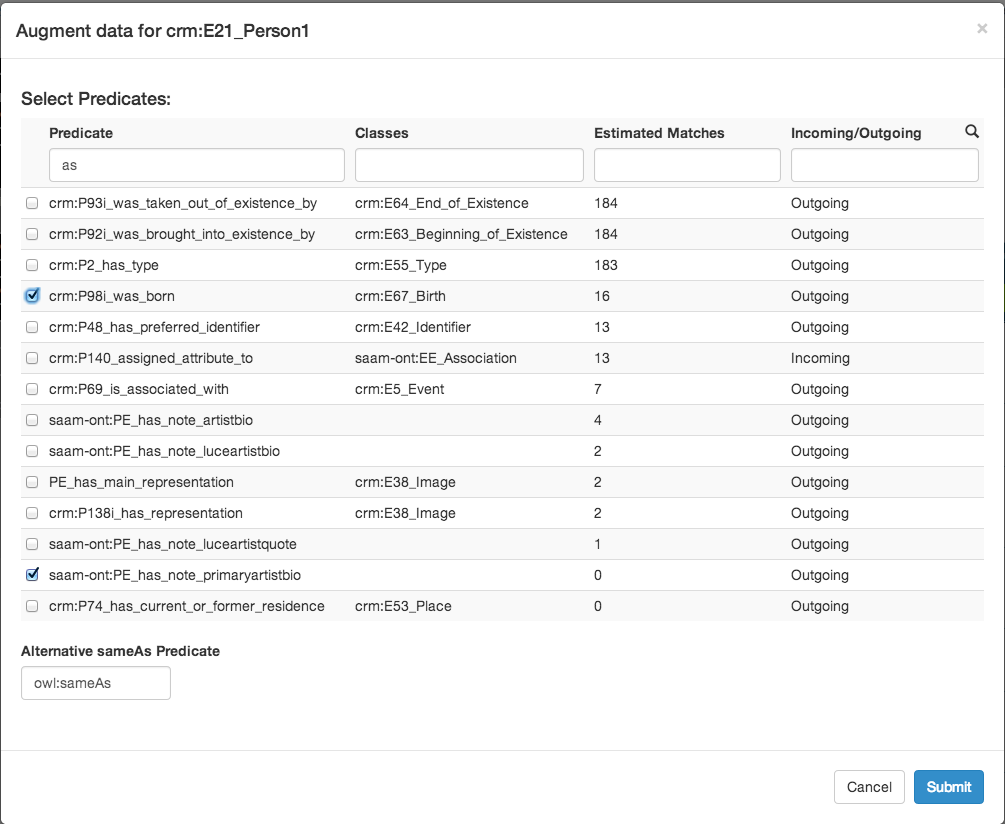 Augment data for crm:E21_Person1 ×
Select Predicates:
Predicate Classes Estimated Matches Incoming/Outgoing
as
crm:P93i_was_taken_out_of_existence_by crm:E64_End_of_Existence 184 Outgoing
crm:P92i_was_brought_into_existence_by crm:E63_Beginning_of_Existence 184 Outgoing
crm:P2_has_type crm:E55_Type 183 Outgoing
crm:P98i_was_born crm:E67_Birth 16 Outgoing
crm:P48_has_preferred_identifier crm:E42_Identifier 13 Outgoing
crm:P140_assigned_attribute_to saam-ont:EE_Association 13 Incoming
crm:P69_is_associated_with crm:E5_Event 7 Outgoing
saam-ont:PE_has_note_artistbio 4 Outgoing
saam-ont:PE_has_note_luceartistbio 2 Outgoing
PE_has_main_representation crm:E38_Image 2 Outgoing
crm:P138i_has_representation crm:E38_Image 2 Outgoing
saam-ont:PE_has_note_luceartistquote 1 Outgoing
saam-ont:PE_has_note_primaryartistbio 0 Outgoing
crm:P74_has_current_or_former_residence crm:E53_Place 0 Outgoing
Alternative sameAs Predicate
owl:sameAs
Cancel Submit